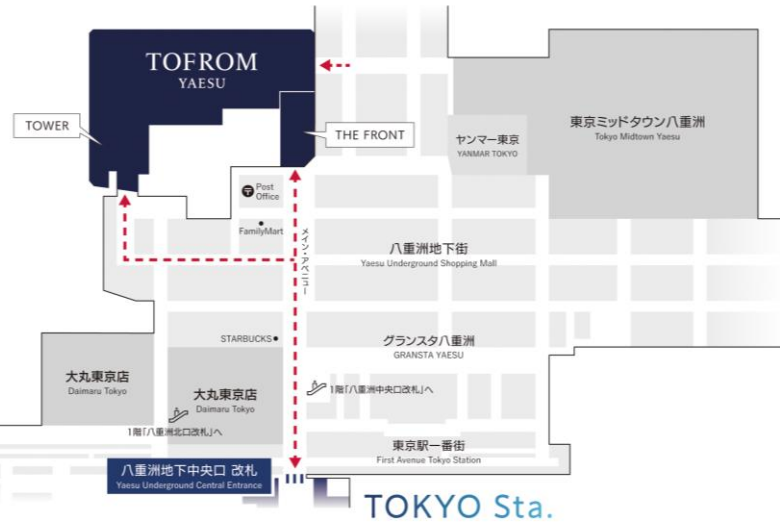 TOFROM
YAESU
TOWER
THE FRONT
ヤンマー東京
YANMAR TOKYO
東京ミッドタウン八重洲
Tokyo Midtown Yaesu
〒
Post
Office
FamilyMart
メイン・アベニュー
八重洲地下街
Yaesu Underground Shopping Mall
STARBUCKS
グランスタ八重洲
GRANSTA YAESU
大丸東京店
Daimaru Tokyo
大丸東京店
Daimaru Tokyo
1階「八重洲中央口改札」へ
1階「八重洲北口改札」へ
東京駅一番街
First Avenue Tokyo Station
八重洲地下中央口 改札
Yaesu Underground Central Entrance
TOKYO Sta.